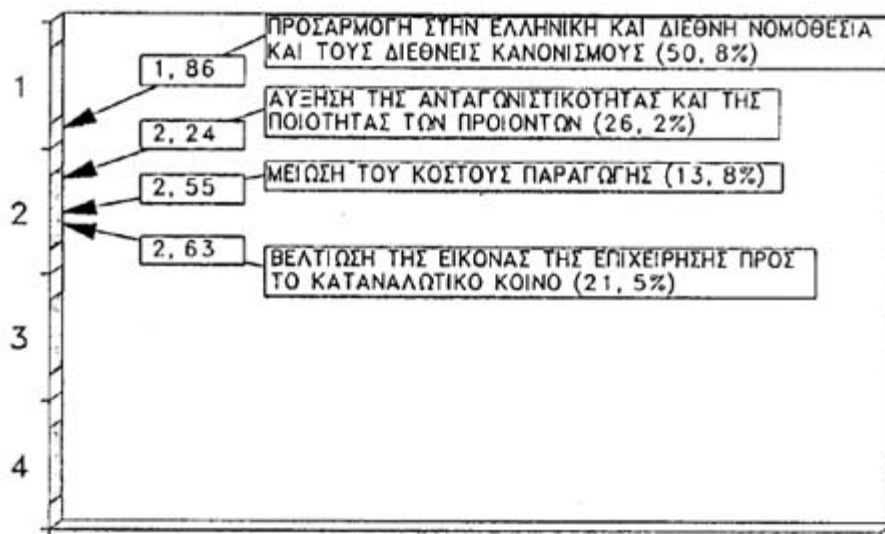 ΠΡΟΣΑΡΜΟΓΗ ΣΥΗΝ ΕΛΛΗΝΙΚΗ ΚΑΙ ΔΙΕΘΝΗ ΝΟΜΟΘΕΣΙΑ
ΚΑΙ ΤΟΥΣ ΔΙΕΘΝΕΙΣ ΚΑΝΟΝΙΣΜΟΥΣ (50,8%)
1,86
ΑΥΞΗΣΗ ΤΗΣ ΑΝΤΑΓΩΝΙΣΤΙΚΟΤΗΤΑΣ ΚΑΙ ΤΗΣ
ΠΟΙΟΤΗΤΑΣ ΤΩΝ ΠΡΟΙΟΝΤΩΝ (26,2%)
2,24
ΜΕΙΩΣΗ ΤΟΥ ΚΟΣΤΟΥΣ ΠΑΡΑΓΩΓΗΣ (13,8%)
2,55
2,63
ΒΕΛΤΙΩΣΗ ΤΗΣ ΕΙΚΟΝΑΣ ΤΗΣ ΕΠΙΧΕΙΡΗΣΗΣ ΠΡΟΣ
ΤΟ ΚΑΤΑΝΑΛΩΤΙΚΟ ΚΟΙΝΟ (21,5%)
1
2
3
4